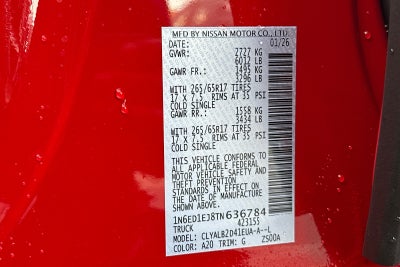 MFD BY NISSAN MOTOR CO., LTD.
DATE: 01/26
GVWR: 2727 KG
6012 LB
GAWR FR.: 1495 KG
3296 LB
WITH 265/65R17 TIRES
17 X 7.5 RIMS AT 35 PSI
COLD SINGLE
GAWR RR.: 1558 KG
3434 LB
WITH 265/65R17 TIRES
17 X 7.5 RIMS AT 35 PSI
COLD SINGLE
THIS VEHICLE CONFORMS TO
ALL APPLICABLE FEDERAL
MOTOR VEHICLE SAFETY AND
THEFT PREVENTION
STANDARDS IN EFFECT ON
THE DATE OF MANUFACTURE
SHOWN ABOVE.
1N6ED1EJ8TN636784
423155
MODEL: CLYALB2D41EUA-A--L
COLOR: A20 TRIM: G ZS00A